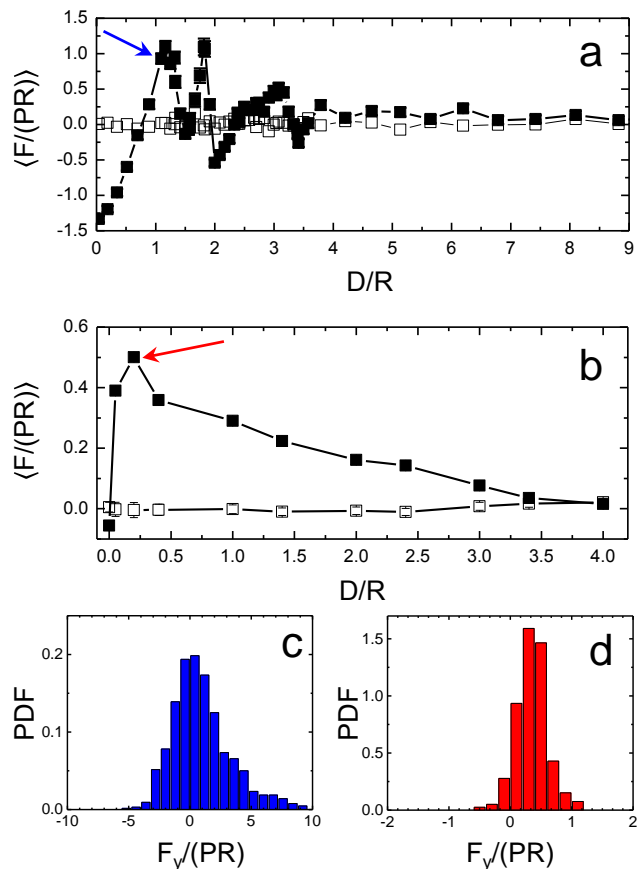 a
⟨F/(PR)⟩
1.5
1.0
0.5
0.0
-0.5
-1.0
-1.5
0 1 2 3 4 5 6 7 8 9
D/R
b
⟨F/(PR)⟩
0.6
0.4
0.2
0.0
0.0 0.5 1.0 1.5 2.0 2.5 3.0 3.5 4.0
D/R
c
PDF
0.2
0.1
0.0
-10 -5 0 5 10
F_y/(PR)
d
PDF
1.5
1.0
0.5
0.0
-2 -1 0 1 2
F_y/(PR)